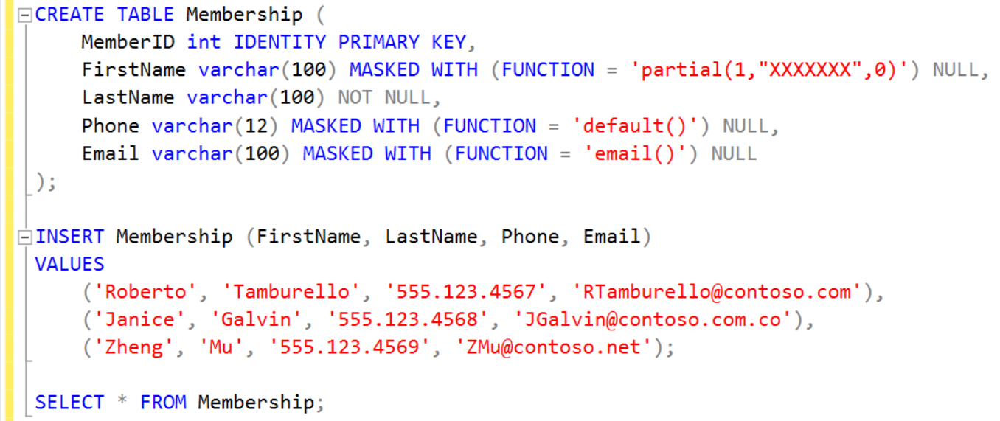 CREATE TABLE Membership (
    MemberID int IDENTITY PRIMARY KEY,
    FirstName varchar(100) MASKED WITH (FUNCTION = 'partial(1,"XXXXXXX",0)') NULL,
    LastName varchar(100) NOT NULL,
    Phone varchar(12) MASKED WITH (FUNCTION = 'default()') NULL,
    Email varchar(100) MASKED WITH (FUNCTION = 'email()') NULL
);
INSERT Membership (FirstName, LastName, Phone, Email)
VALUES
    ('Roberto', 'Tamburello', '555.123.4567', 'RTamburello@contoso.com'),
    ('Janice', 'Galvin', '555.123.4568', 'JGalvin@contoso.com.co'),
    ('Zheng', 'Mu', '555.123.4569', 'ZMu@contoso.net');
SELECT * FROM Membership;